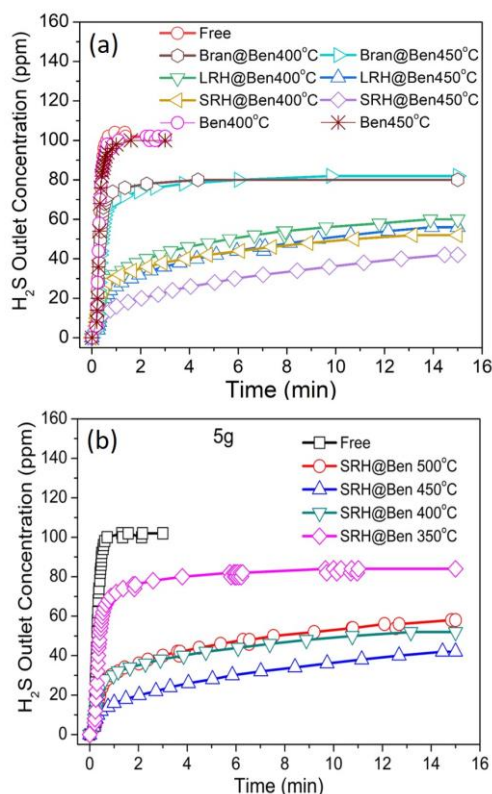 (a)
Free
Bran@Ben400°C Bran@Ben450°C
LRH@Ben400°C LRH@Ben450°C
SRH@Ben400°C SRH@Ben450°C
Ben400°C Ben450°C
H₂S Outlet Concentration (ppm)
160
140
120
100
80
60
40
20
0
0 2 4 6 8 10 12 14 16
Time (min)
(b)
5g
Free
SRH@Ben 500°C
SRH@Ben 450°C
SRH@Ben 400°C
SRH@Ben 350°C
H₂S Outlet Concentration (ppm)
160
140
120
100
80
60
40
20
0
0 2 4 6 8 10 12 14 16
Time (min)